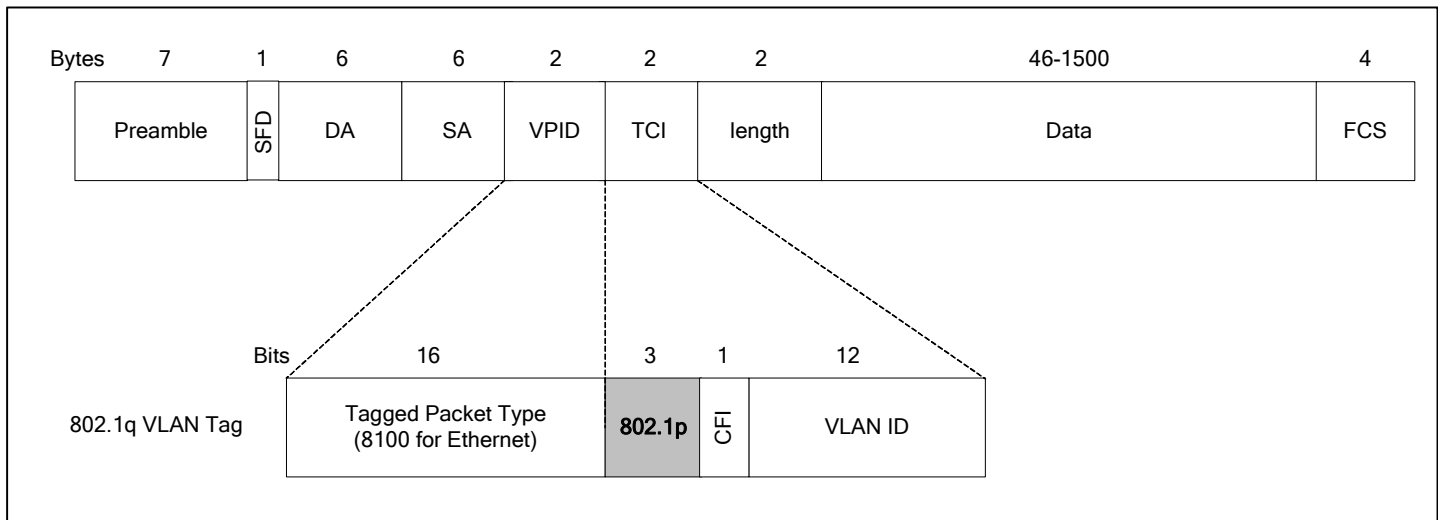 Bytes 7 1 6 6 2 2 2 46-1500 4
Preamble SFD DA SA VPID TCI length Data FCS
Bits 16 3 1 12
802.1q VLAN Tag
Tagged Packet Type
(8100 for Ethernet)
802.1p CFI VLAN ID